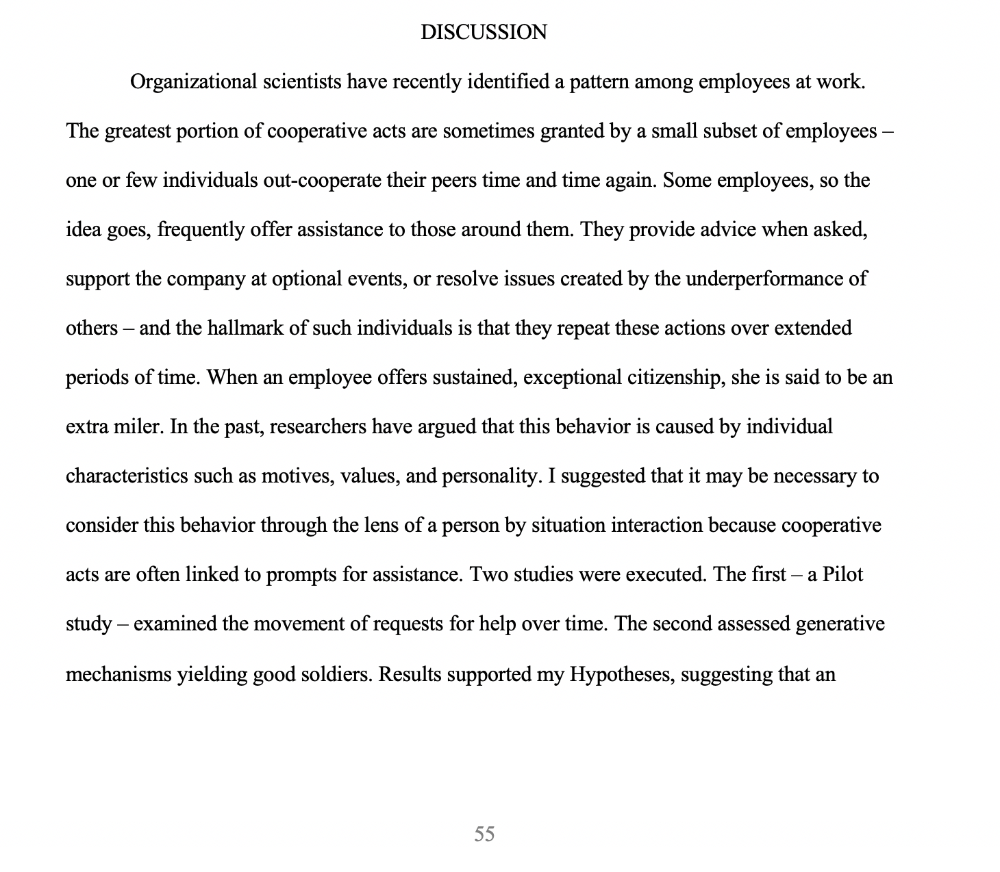 DISCUSSION
Organizational scientists have recently identified a pattern among employees at work.
The greatest portion of cooperative acts are sometimes granted by a small subset of employees –
one or few individuals out-cooperate their peers time and time again. Some employees, so the
idea goes, frequently offer assistance to those around them. They provide advice when asked,
support the company at optional events, or resolve issues created by the underperformance of
others – and the hallmark of such individuals is that they repeat these actions over extended
periods of time. When an employee offers sustained, exceptional citizenship, she is said to be an
extra miler. In the past, researchers have argued that this behavior is caused by individual
characteristics such as motives, values, and personality. I suggested that it may be necessary to
consider this behavior through the lens of a person by situation interaction because cooperative
acts are often linked to prompts for assistance. Two studies were executed. The first – a Pilot
study – examined the movement of requests for help over time. The second assessed generative
mechanisms yielding good soldiers. Results supported my Hypotheses, suggesting that an
55